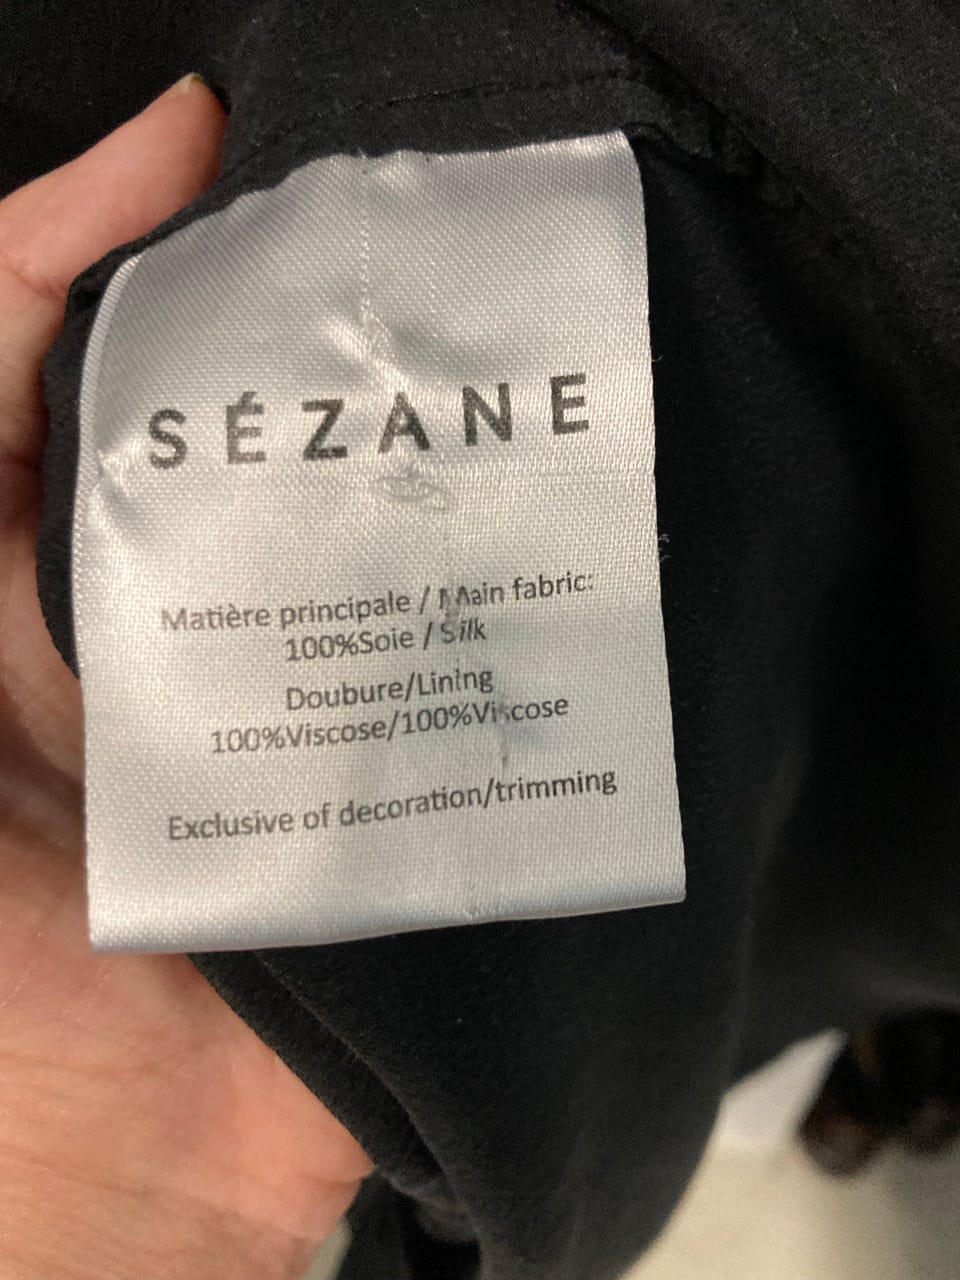 SÉZANE
Matière principale / Main fabric:
100%Soie / Silk
Doubure/Lining
100%Viscose/100%Viscose
Exclusive of decoration/trimming